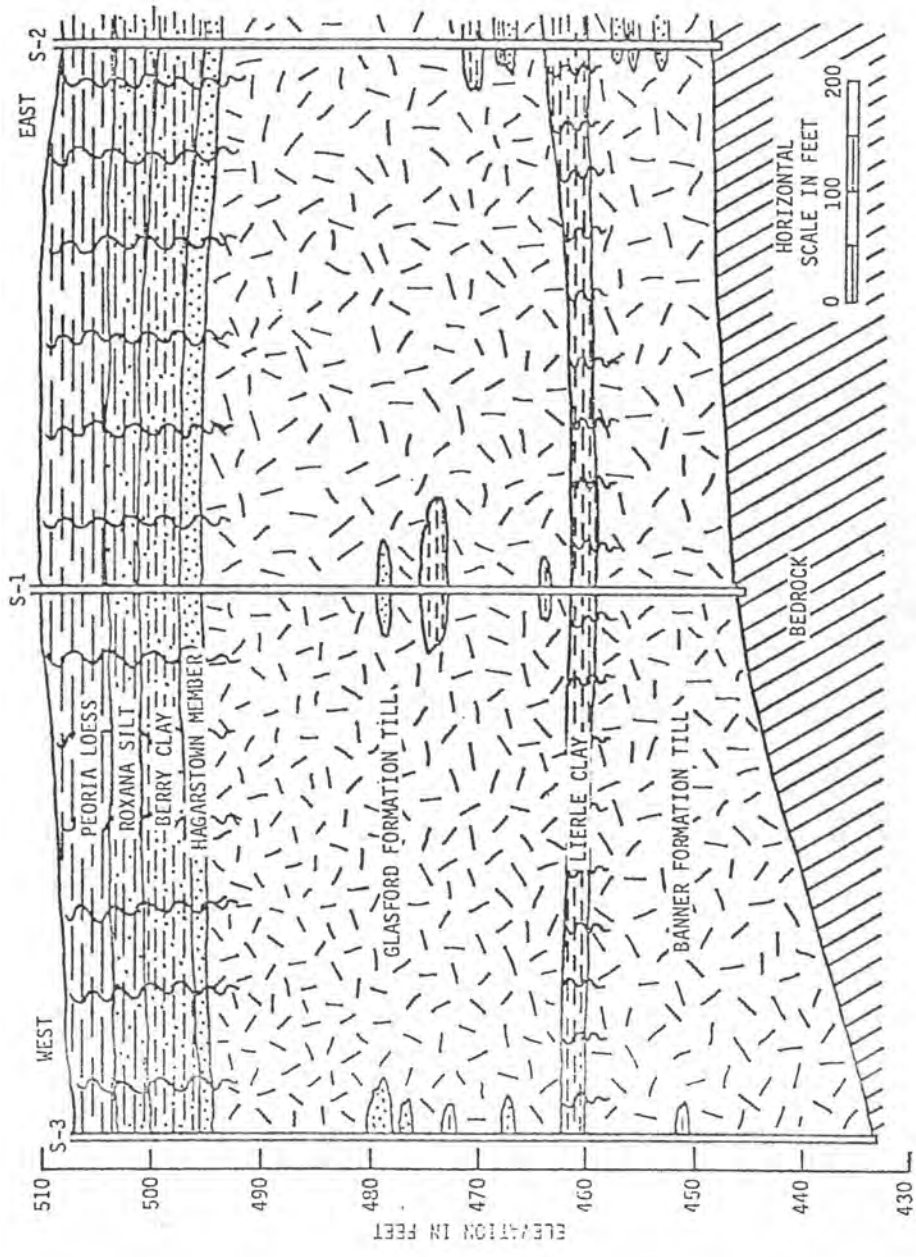 WEST
EAST
S-3
S-1
S-2
510
500
490
480
470
460
450
440
430
ELEVATION IN FEET
PEORIA LOESS
ROXANA SILT
BERRY CLAY
HAGARSTOWN MEMBER
GLASFORD FORMATION TILL
LIERLE CLAY
BANNER FORMATION TILL
BEDROCK
HORIZONTAL
SCALE IN FEET
0 100 200